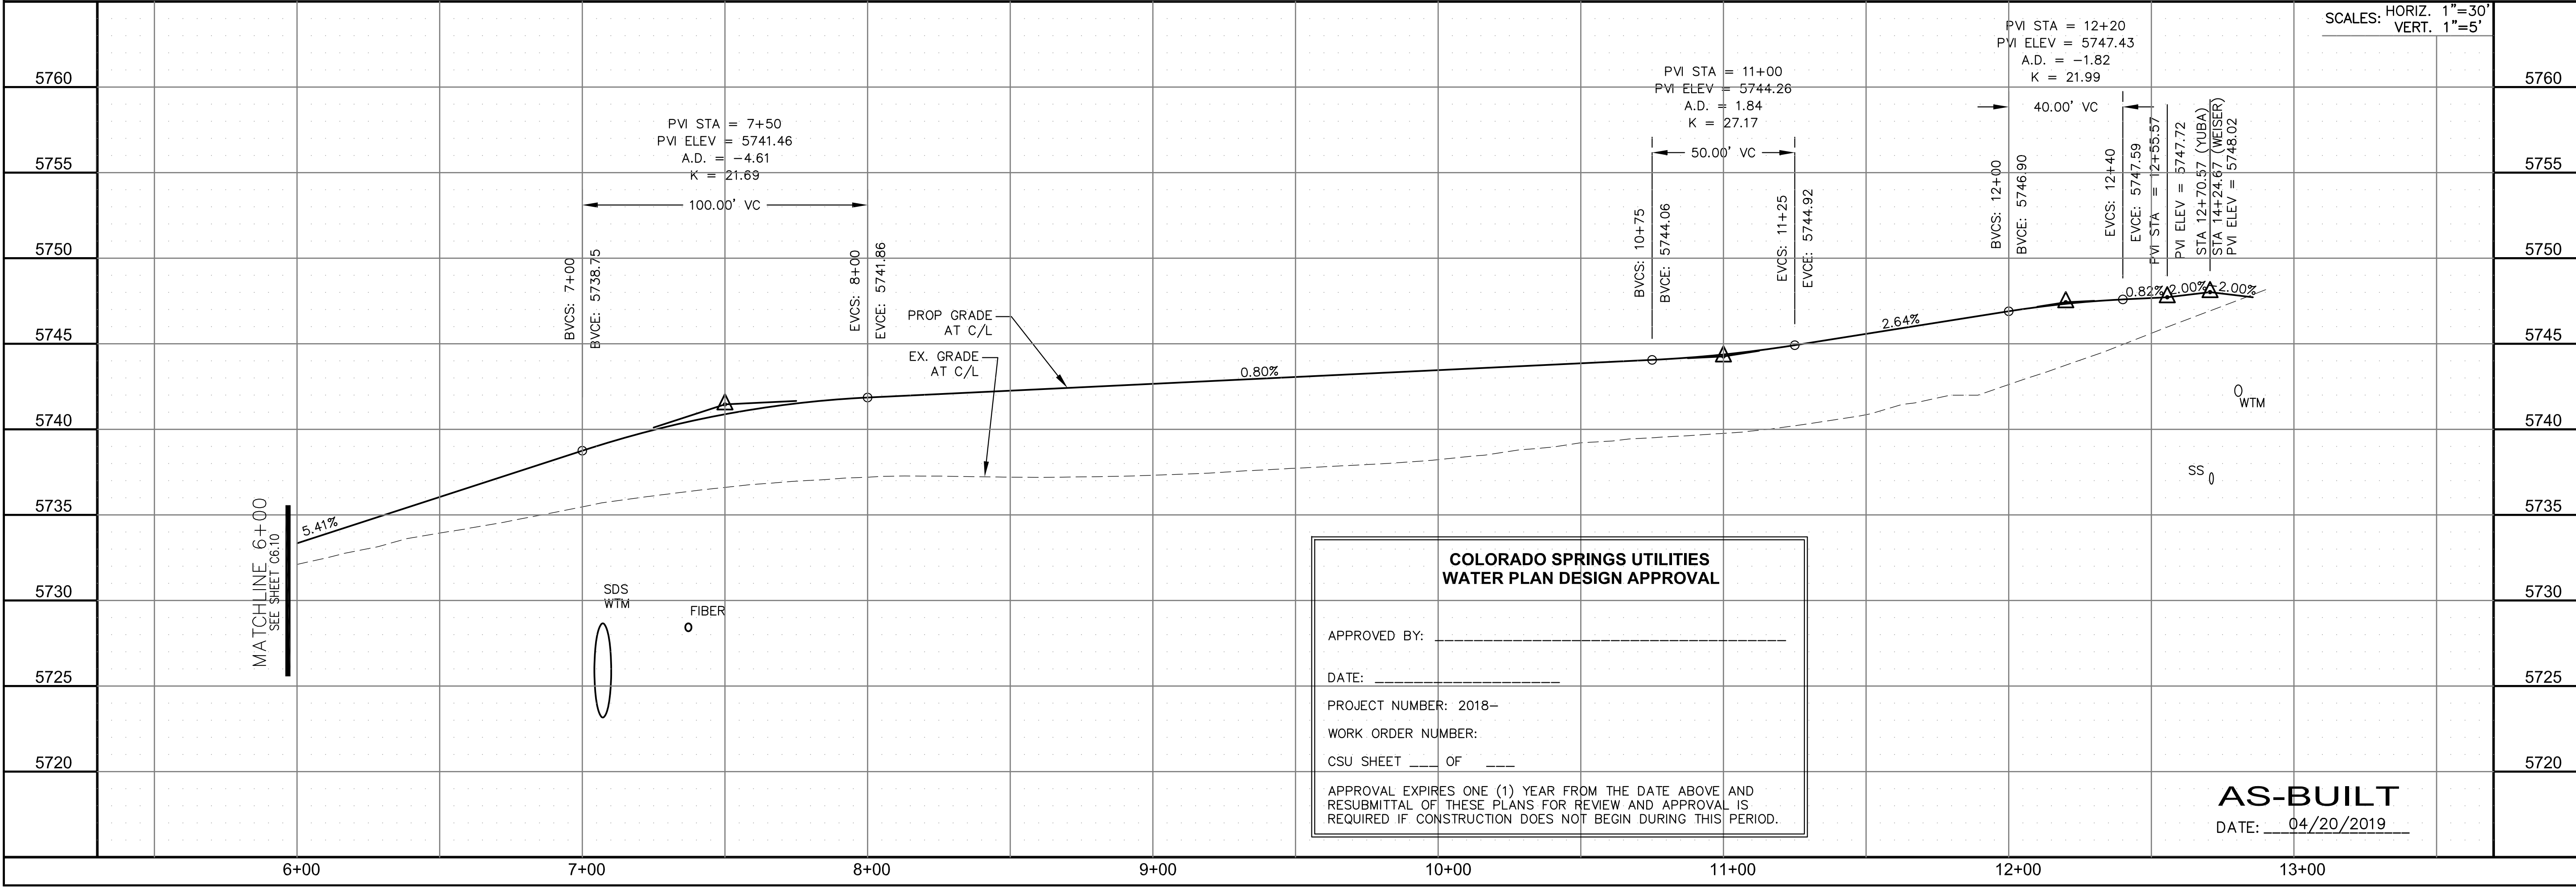 SCALES: HORIZ. 1"=30'
VERT. 1"=5'
PVI STA = 12+20
PVI ELEV = 5747.43
A.D. = -1.82
K = 21.99
40.00' VC
PVI STA = 11+00
PVI ELEV = 5744.26
A.D. = 1.84
K = 27.17
50.00' VC
PVI STA = 7+50
PVI ELEV = 5741.46
A.D. = -4.61
K = 21.69
100.00' VC
5760
5755
5750
5745
5740
5735
5730
5725
5720
5760
5755
5750
5745
5740
5735
5730
5725
5720
BVCS: 7+00
BVCE: 5738.75
EVCS: 8+00
EVCE: 5741.86
BVCS: 10+75
BVCE: 5744.06
EVCS: 11+25
EVCE: 5744.92
BVCS: 12+00
BVCE: 5746.90
EVCS: 12+40
EVCE: 5747.59
PVI STA = 12+55.57
PVI ELEV = 5747.72
STA 12+70.57 (YUBA)
STA 14+24.67 (WEISER)
PVI ELEV = 5748.02
PROP GRADE
AT C/L
EX. GRADE
AT C/L
5.41%
0.80%
2.64%
0.82%
2.00%
-2.00%
WTM
SS
MATCHLINE 6+00
SEE SHEET C6.10
SDS
WTM
FIBER
COLORADO SPRINGS UTILITIES
WATER PLAN DESIGN APPROVAL
APPROVED BY:
DATE:
PROJECT NUMBER: 2018-
WORK ORDER NUMBER:
CSU SHEET ___ OF ___
APPROVAL EXPIRES ONE (1) YEAR FROM THE DATE ABOVE AND
RESUBMITTAL OF THESE PLANS FOR REVIEW AND APPROVAL IS
REQUIRED IF CONSTRUCTION DOES NOT BEGIN DURING THIS PERIOD.
AS-BUILT
DATE: 04/20/2019
6+00
7+00
8+00
9+00
10+00
11+00
12+00
13+00